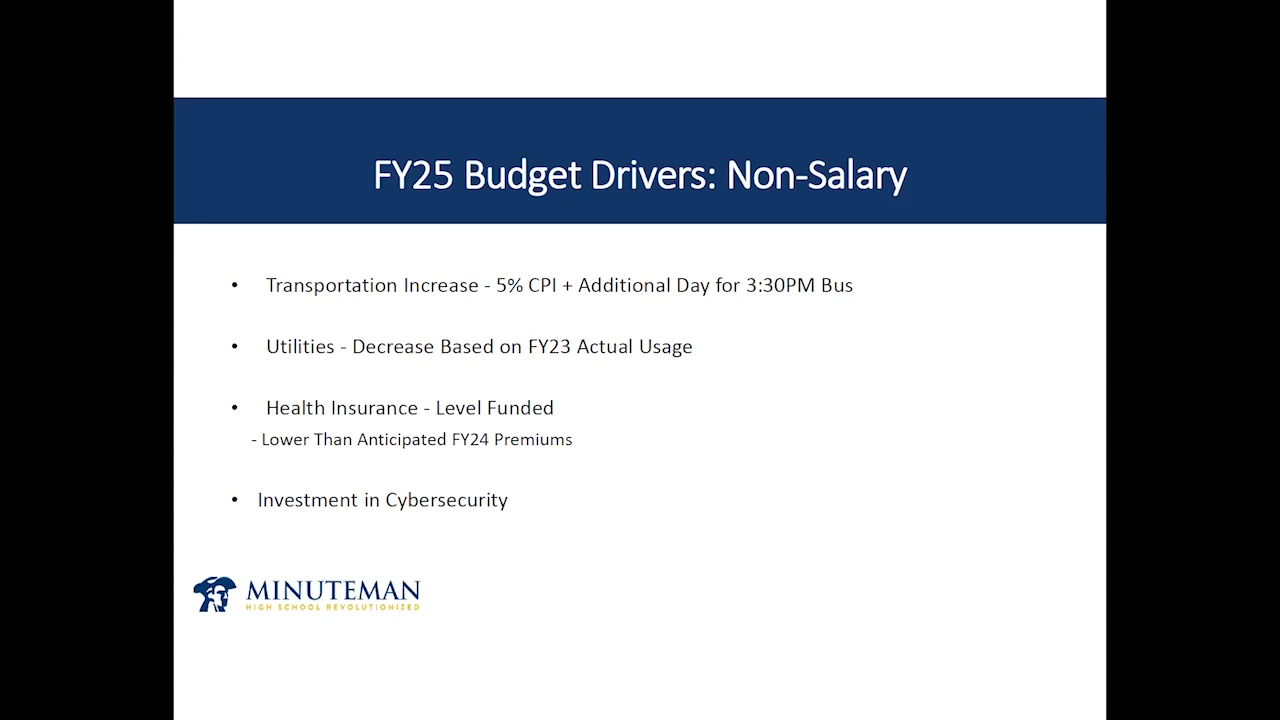 FY25 Budget Drivers: Non-Salary
• Transportation Increase - 5% CPI + Additional Day for 3:30PM Bus
• Utilities - Decrease Based on FY23 Actual Usage
• Health Insurance - Level Funded
- Lower Than Anticipated FY24 Premiums
• Investment in Cybersecurity
MINUTEMAN
HIGH SCHOOL REVOLUTIONIZED